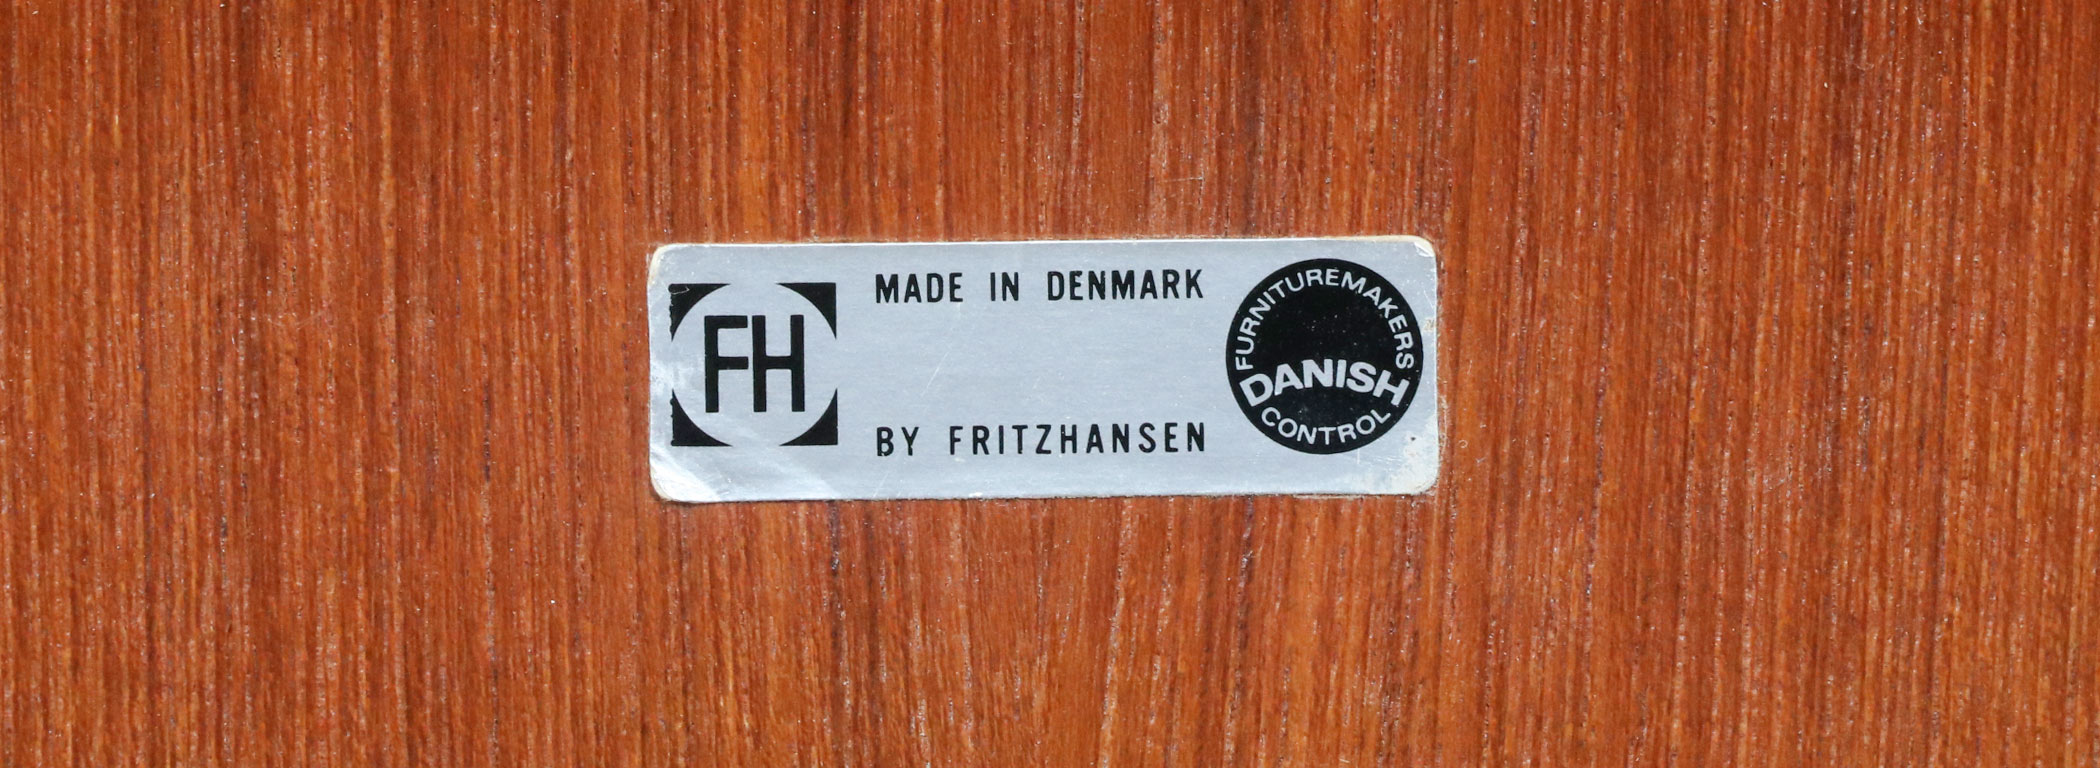 FH
MADE IN DENMARK
BY FRITZHANSEN
FURNITUREMAKERS
DANISH
CONTROL